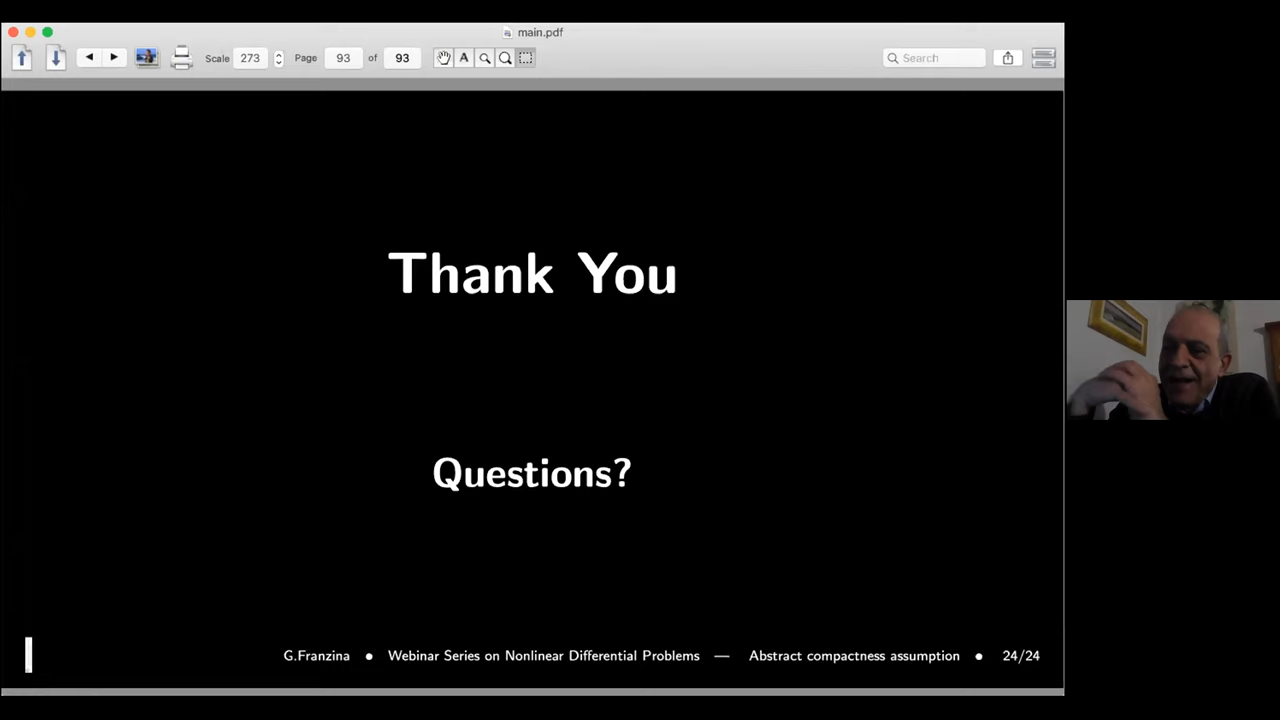 main.pdf
Scale 273 Page 93 of 93 A Search
Thank You
Questions?
G.Franzina • Webinar Series on Nonlinear Differential Problems — Abstract compactness assumption • 24/24